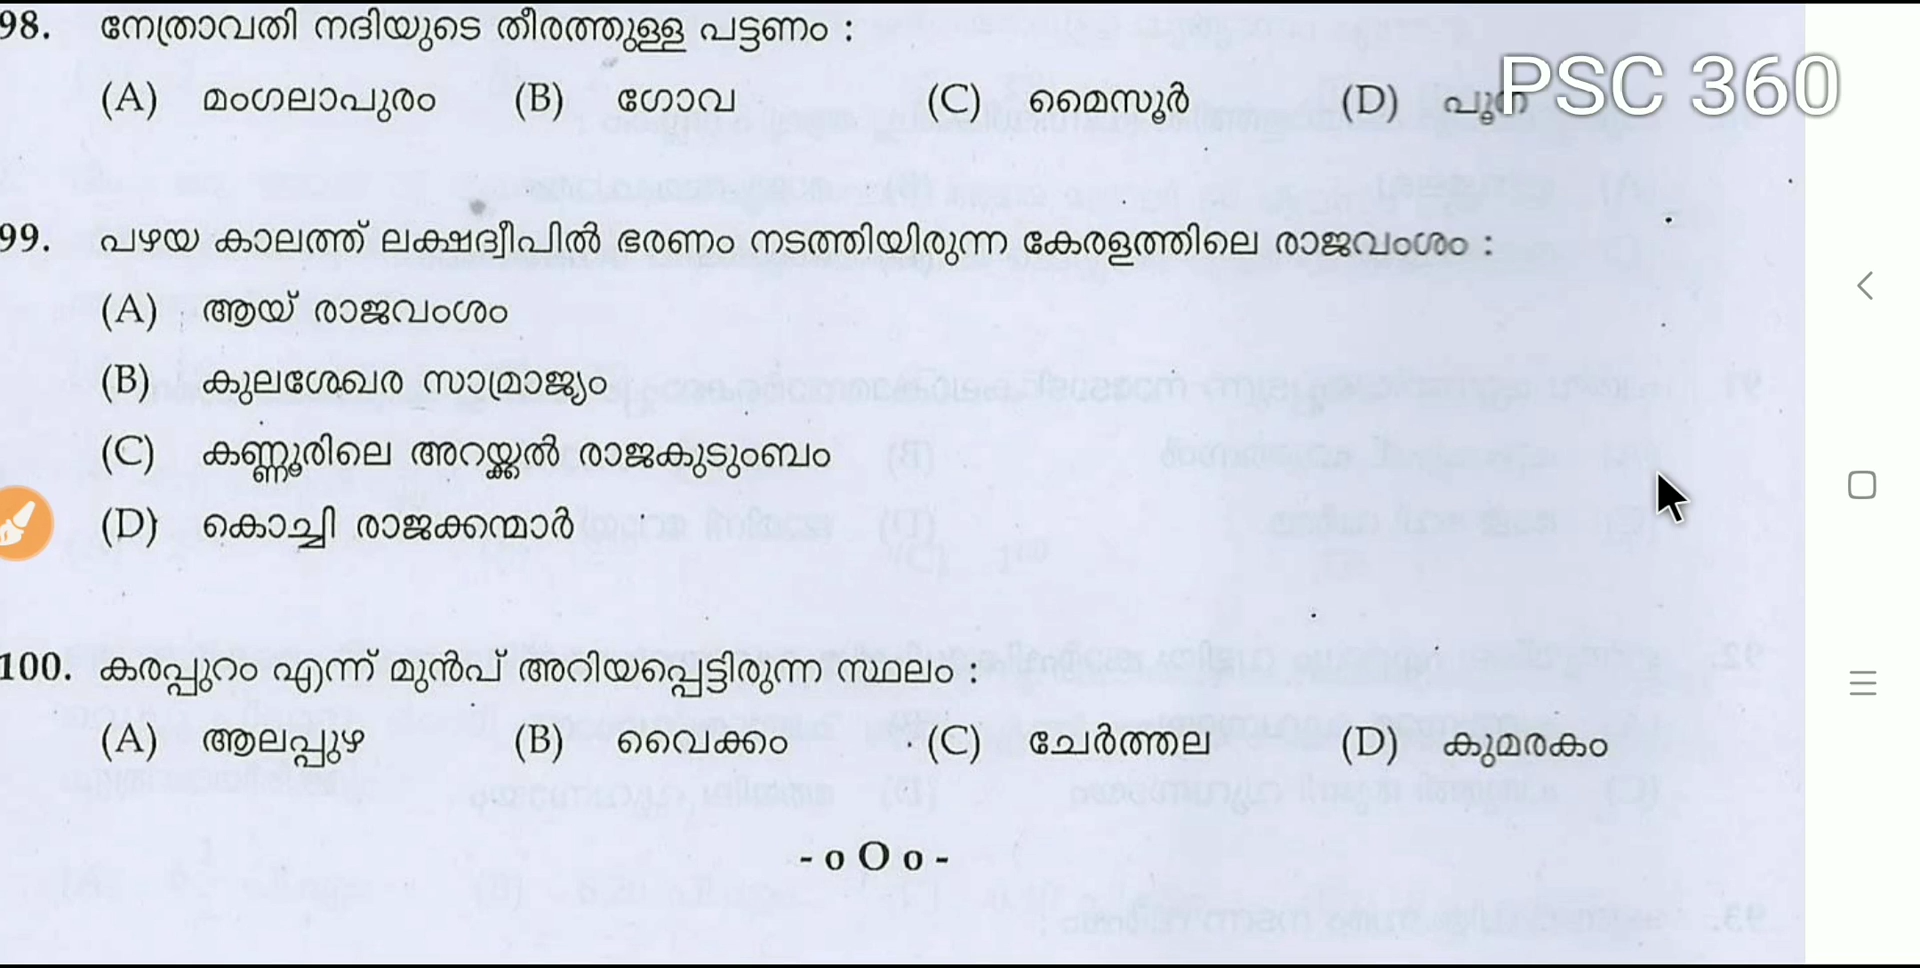 98. നേത്രാവതി നദിയുടെ തീരത്തുള്ള പട്ടണം :
(A) മംഗലാപുരം (B) ഗോവ (C) മൈസൂർ (D) പൂന
PSC 360
99. പഴയ കാലത്ത് ലക്ഷദ്വീപിൽ ഭരണം നടത്തിയിരുന്ന കേരളത്തിലെ രാജവംശം :
(A) ആയ് രാജവംശം
(B) കുലശേഖര സാമ്രാജ്യം
(C) കണ്ണൂരിലെ അറയ്ക്കൽ രാജകുടുംബം
(D) കൊച്ചി രാജക്കന്മാർ
100. കരപ്പുറം എന്ന് മുൻപ് അറിയപ്പെട്ടിരുന്ന സ്ഥലം :
(A) ആലപ്പുഴ (B) വൈക്കം (C) ചേർത്തല (D) കുമരകം
- o O o -